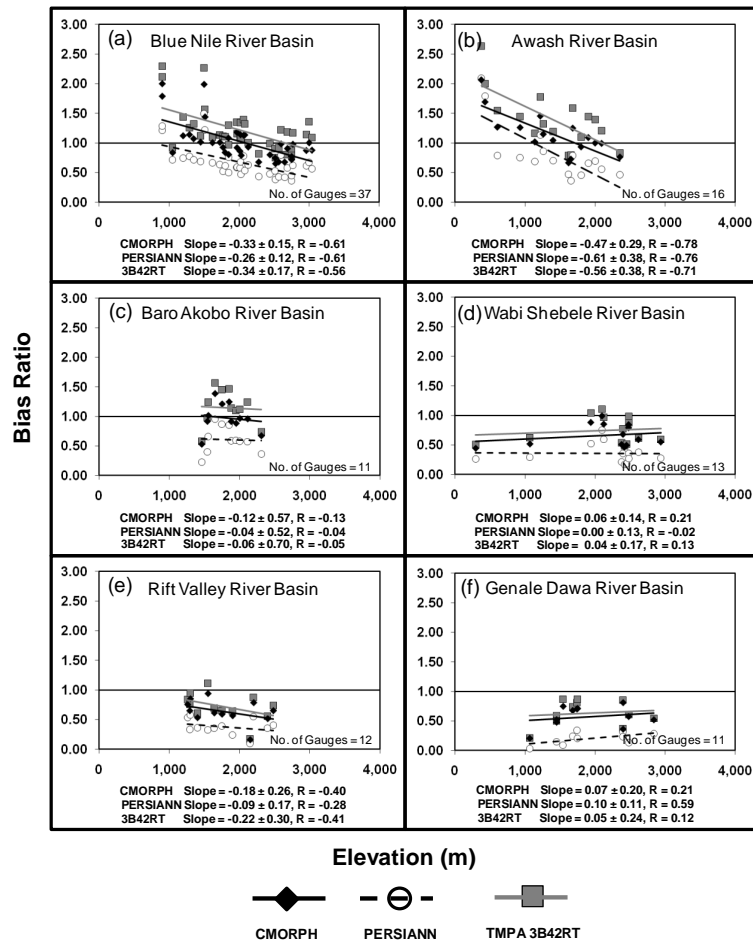 (a) Blue Nile River Basin
3.00
2.50
2.00
1.50
1.00
0.50
0.00
No. of Gauges = 37
0 1,000 2,000 3,000 4,000
CMORPH Slope = -0.33 ± 0.15, R = -0.61
PERSIANN Slope = -0.26 ± 0.12, R = -0.61
3B42RT Slope = -0.34 ± 0.17, R = -0.56
(b) Awash River Basin
3.00
2.50
2.00
1.50
1.00
0.50
0.00
No. of Gauges = 16
0 1,000 2,000 3,000 4,000
CMORPH Slope = -0.47 ± 0.29, R = -0.78
PERSIANN Slope = -0.61 ± 0.38, R = -0.76
3B42RT Slope = -0.56 ± 0.38, R = -0.71
Bias Ratio
(c) Baro Akobo River Basin
3.00
2.50
2.00
1.50
1.00
0.50
0.00
No. of Gauges = 11
0 1,000 2,000 3,000 4,000
CMORPH Slope = -0.12 ± 0.57, R = -0.13
PERSIANN Slope = -0.04 ± 0.52, R = -0.04
3B42RT Slope = -0.06 ± 0.70, R = -0.05
(d) Wabi Shebele River Basin
3.00
2.50
2.00
1.50
1.00
0.50
0.00
No. of Gauges = 13
0 1,000 2,000 3,000 4,000
CMORPH Slope = 0.06 ± 0.14, R = 0.21
PERSIANN Slope = 0.00 ± 0.13, R = -0.02
3B42RT Slope = 0.04 ± 0.17, R = 0.13
(e) Rift Valley River Basin
3.00
2.50
2.00
1.50
1.00
0.50
0.00
No. of Gauges = 12
0 1,000 2,000 3,000 4,000
CMORPH Slope = -0.18 ± 0.26, R = -0.40
PERSIANN Slope = -0.09 ± 0.17, R = -0.28
3B42RT Slope = -0.22 ± 0.30, R = -0.41
(f) Genale Dawa River Basin
3.00
2.50
2.00
1.50
1.00
0.50
0.00
No. of Gauges = 11
0 1,000 2,000 3,000 4,000
CMORPH Slope = 0.07 ± 0.20, R = 0.21
PERSIANN Slope = 0.10 ± 0.11, R = 0.59
3B42RT Slope = 0.05 ± 0.24, R = 0.12
Elevation (m)
CMORPH PERSIANN TMPA 3B42RT